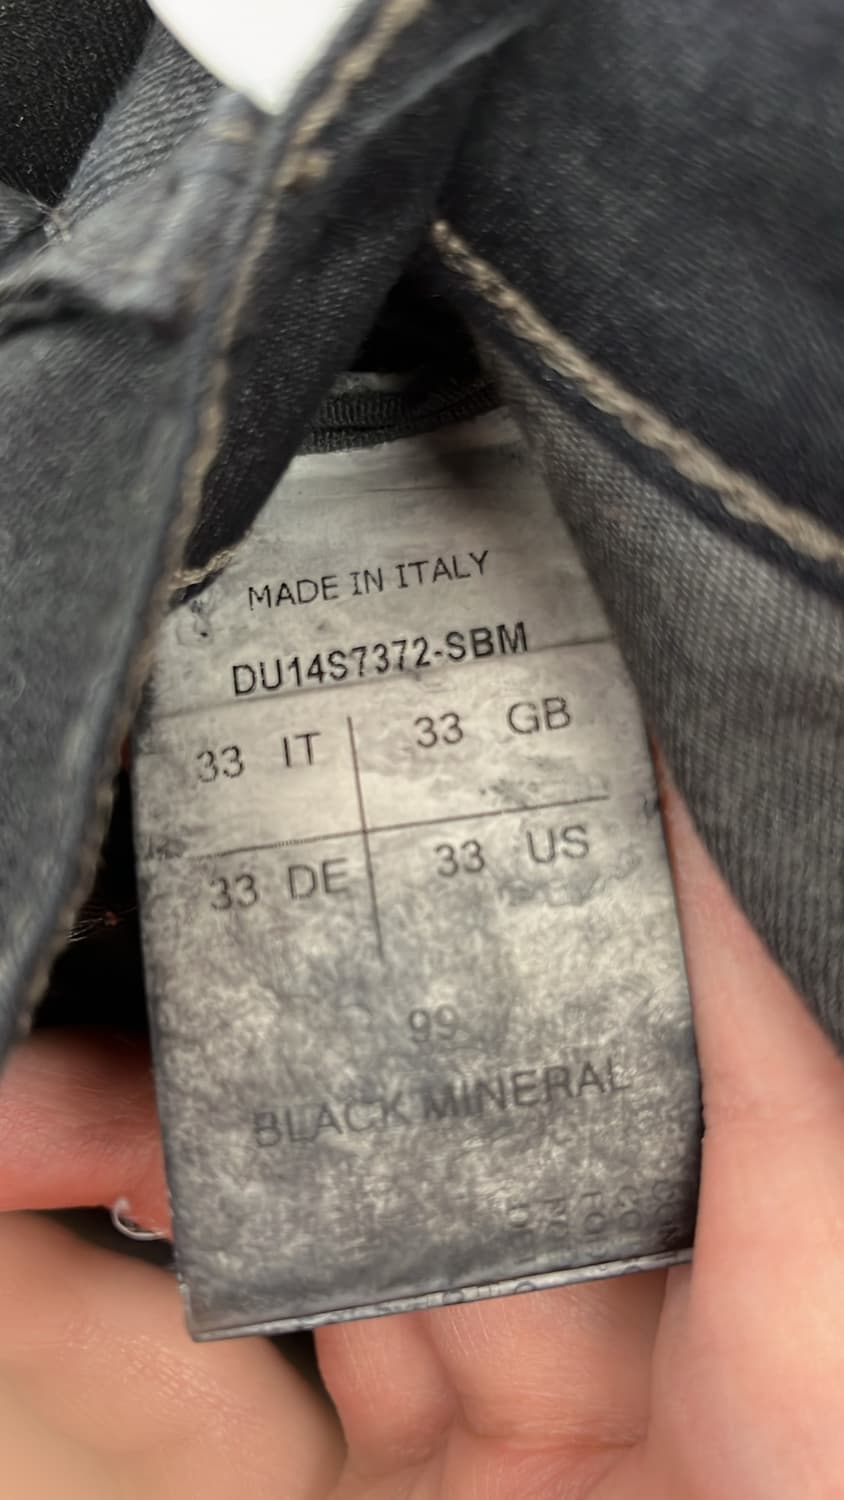 MADE IN ITALY
DU14S7372-SBM
33 IT 33 GB
33 DE 33 US
99
BLACK MINERAL